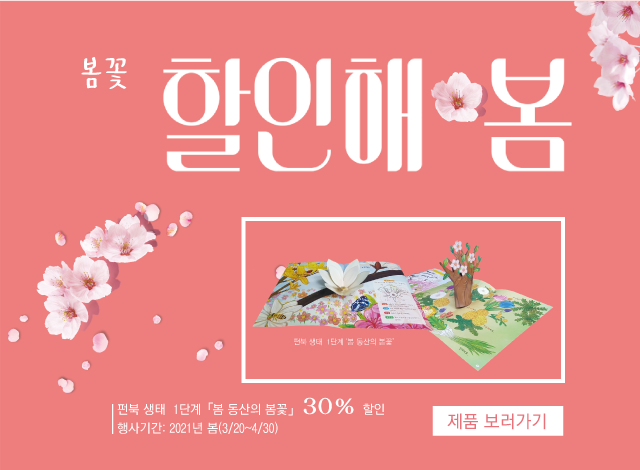 봄꽃
할인해 봄
펀북 생태 1단계 '봄 동산의 봄꽃'
펀북 생태 1단계 「봄 동산의 봄꽃」 30% 할인
행사기간: 2021년 봄(3/20~4/30)
제품 보러가기